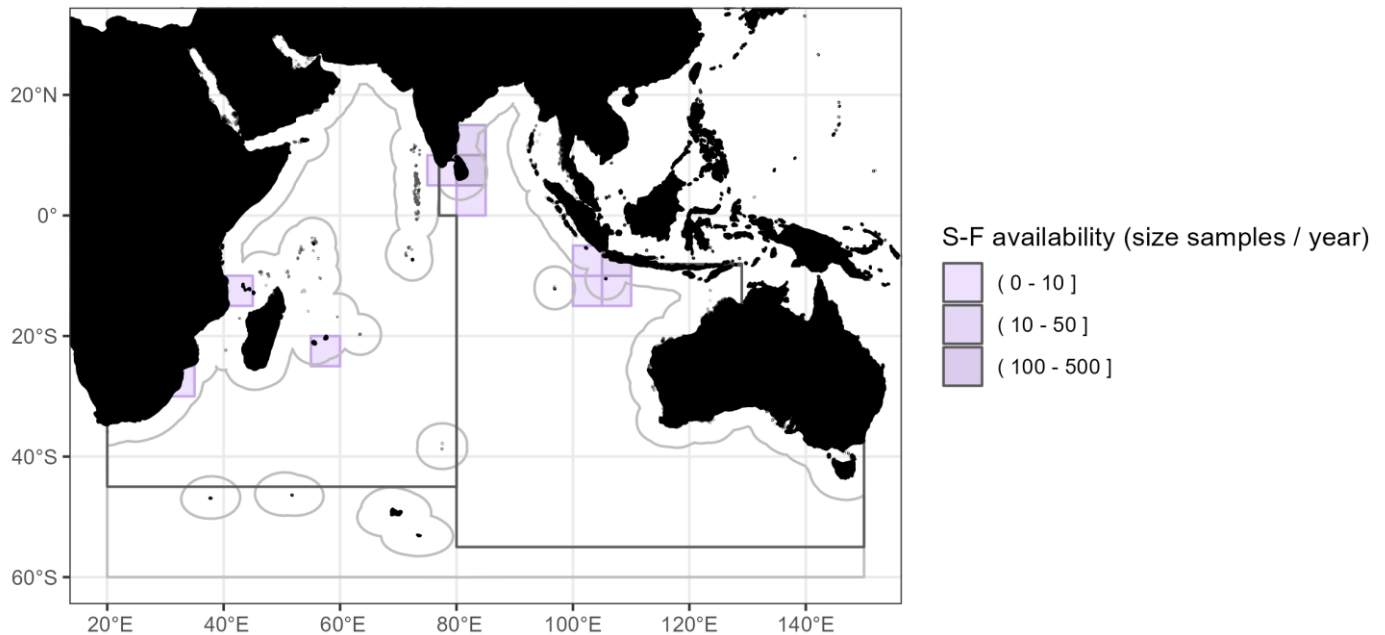 20°N
0°
20°S
40°S
60°S
20°E 40°E 60°E 80°E 100°E 120°E 140°E
S-F availability (size samples / year)
( 0 - 10 ]
( 10 - 50 ]
( 100 - 500 ]